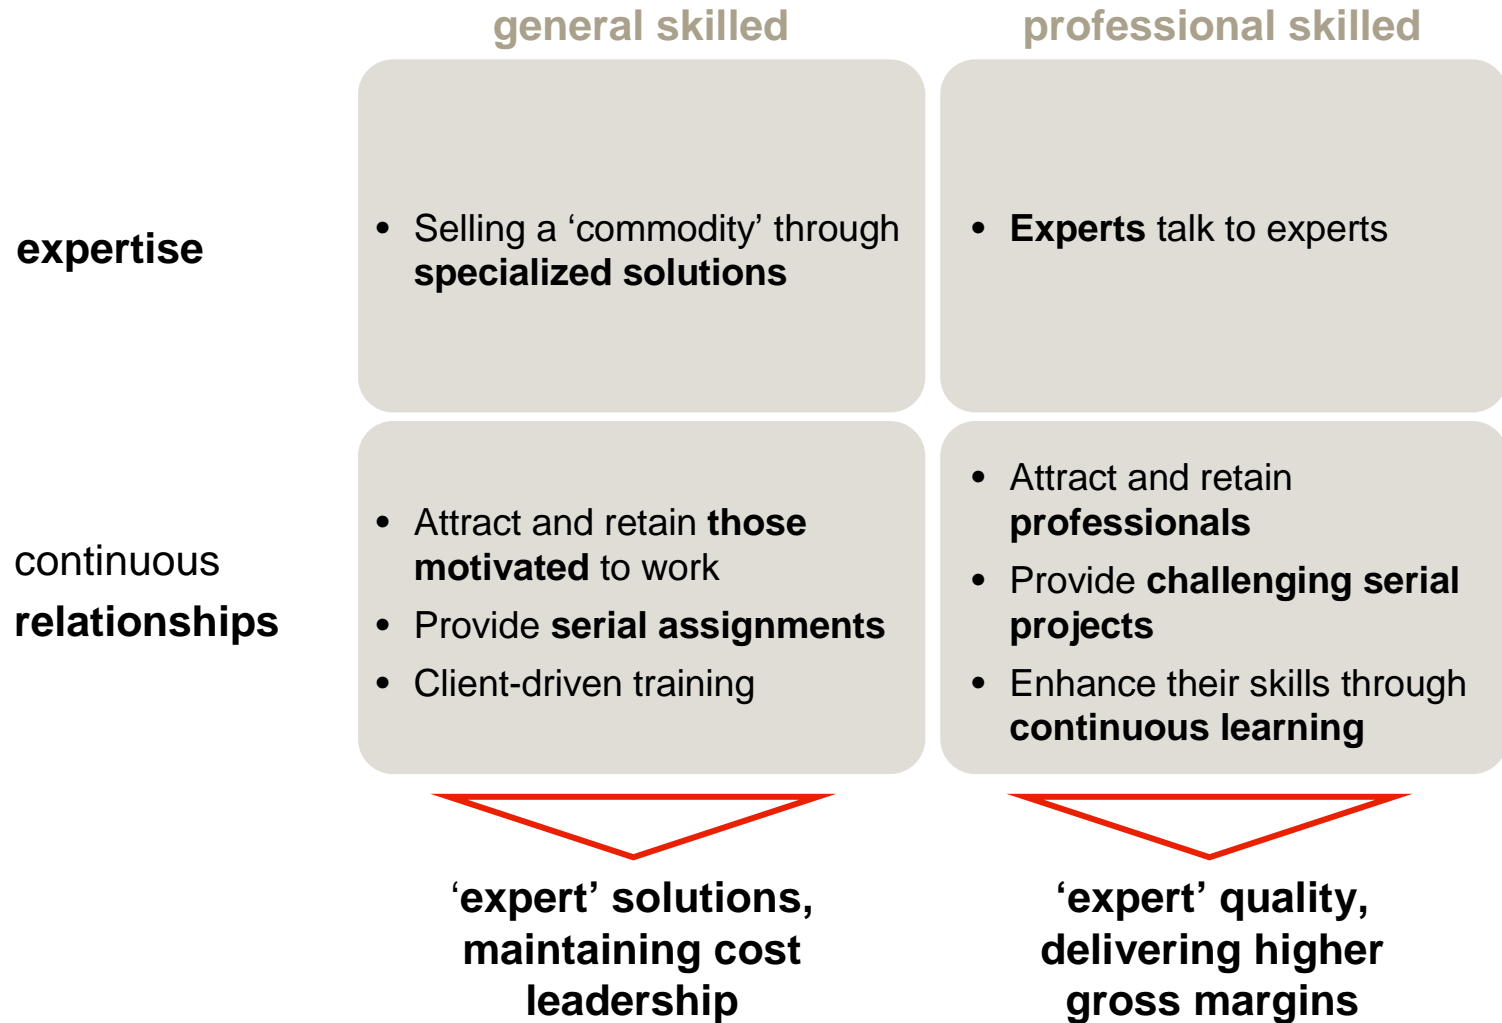 general skilled
professional skilled
expertise
• Selling a ‘commodity’ through
specialized solutions
• Experts talk to experts
continuous
relationships
• Attract and retain those
motivated to work
• Provide serial assignments
• Client-driven training
• Attract and retain
professionals
• Provide challenging serial
projects
• Enhance their skills through
continuous learning
‘expert’ solutions,
maintaining cost
leadership
‘expert’ quality,
delivering higher
gross margins